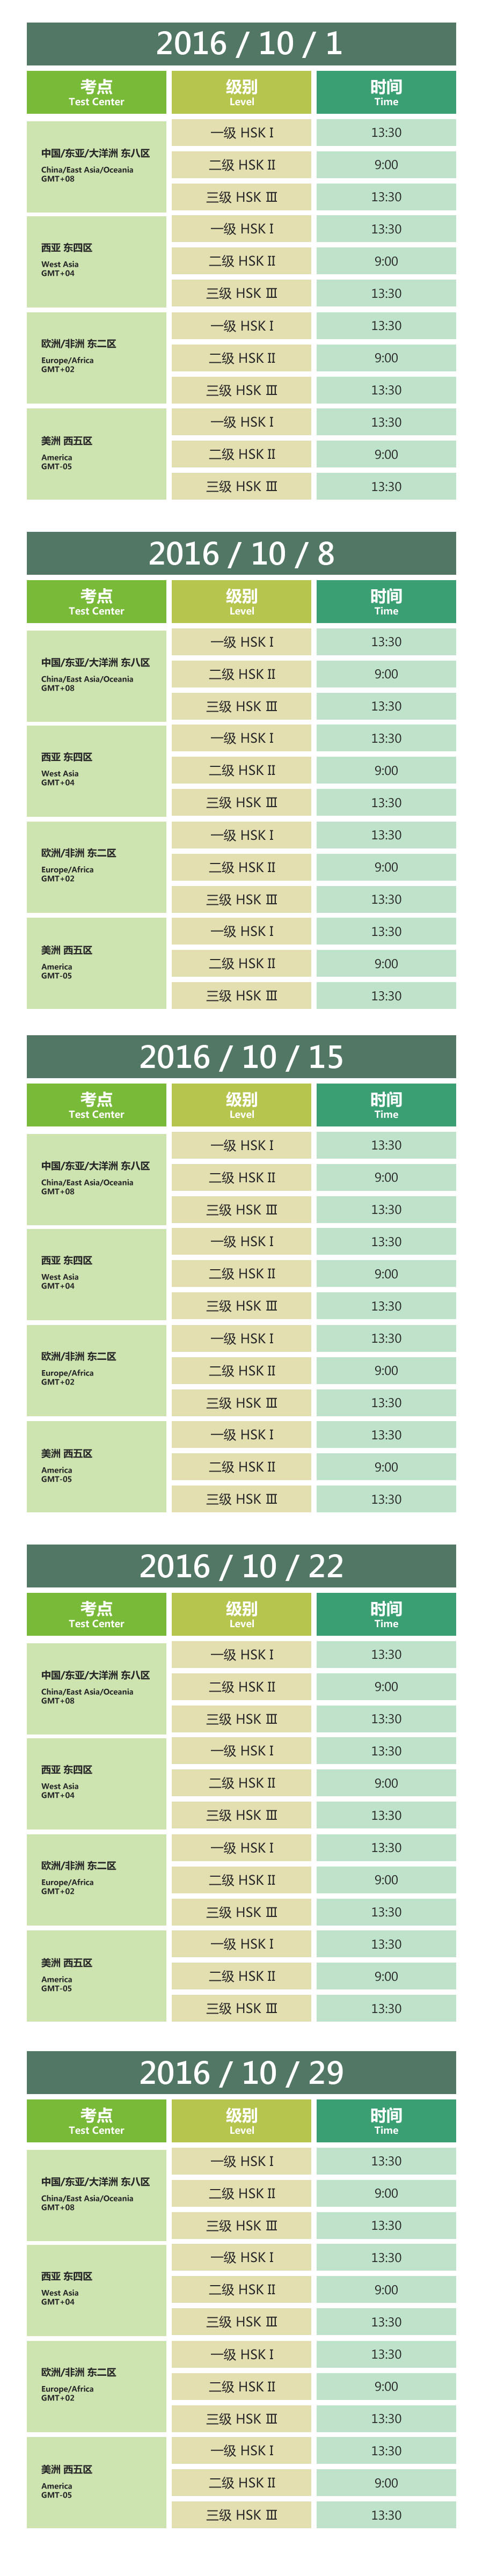 2016 / 10 / 1
考点 级别 时间
Test Center Level Time
中国/东亚/大洋洲 东八区
China/East Asia/Oceania
GMT+08
一级 HSK I 13:30
二级 HSK II 9:00
三级 HSK III 13:30
西亚 东四区
West Asia
GMT+04
一级 HSK I 13:30
二级 HSK II 9:00
三级 HSK III 13:30
欧洲/非洲 东二区
Europe/Africa
GMT+02
一级 HSK I 13:30
二级 HSK II 9:00
三级 HSK III 13:30
美洲 西五区
America
GMT-05
一级 HSK I 13:30
二级 HSK II 9:00
三级 HSK III 13:30
2016 / 10 / 8
考点 级别 时间
Test Center Level Time
中国/东亚/大洋洲 东八区
China/East Asia/Oceania
GMT+08
一级 HSK I 13:30
二级 HSK II 9:00
三级 HSK III 13:30
西亚 东四区
West Asia
GMT+04
一级 HSK I 13:30
二级 HSK II 9:00
三级 HSK III 13:30
欧洲/非洲 东二区
Europe/Africa
GMT+02
一级 HSK I 13:30
二级 HSK II 9:00
三级 HSK III 13:30
美洲 西五区
America
GMT-05
一级 HSK I 13:30
二级 HSK II 9:00
三级 HSK III 13:30
2016 / 10 / 15
考点 级别 时间
Test Center Level Time
中国/东亚/大洋洲 东八区
China/East Asia/Oceania
GMT+08
一级 HSK I 13:30
二级 HSK II 9:00
三级 HSK III 13:30
西亚 东四区
West Asia
GMT+04
一级 HSK I 13:30
二级 HSK II 9:00
三级 HSK III 13:30
欧洲/非洲 东二区
Europe/Africa
GMT+02
一级 HSK I 13:30
二级 HSK II 9:00
三级 HSK III 13:30
美洲 西五区
America
GMT-05
一级 HSK I 13:30
二级 HSK II 9:00
三级 HSK III 13:30
2016 / 10 / 22
考点 级别 时间
Test Center Level Time
中国/东亚/大洋洲 东八区
China/East Asia/Oceania
GMT+08
一级 HSK I 13:30
二级 HSK II 9:00
三级 HSK III 13:30
西亚 东四区
West Asia
GMT+04
一级 HSK I 13:30
二级 HSK II 9:00
三级 HSK III 13:30
欧洲/非洲 东二区
Europe/Africa
GMT+02
一级 HSK I 13:30
二级 HSK II 9:00
三级 HSK III 13:30
美洲 西五区
America
GMT-05
一级 HSK I 13:30
二级 HSK II 9:00
三级 HSK III 13:30
2016 / 10 / 29
考点 级别 时间
Test Center Level Time
中国/东亚/大洋洲 东八区
China/East Asia/Oceania
GMT+08
一级 HSK I 13:30
二级 HSK II 9:00
三级 HSK III 13:30
西亚 东四区
West Asia
GMT+04
一级 HSK I 13:30
二级 HSK II 9:00
三级 HSK III 13:30
欧洲/非洲 东二区
Europe/Africa
GMT+02
一级 HSK I 13:30
二级 HSK II 9:00
三级 HSK III 13:30
美洲 西五区
America
GMT-05
一级 HSK I 13:30
二级 HSK II 9:00
三级 HSK III 13:30